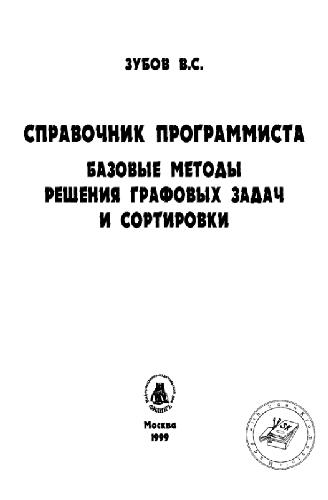 ЗУБОВ В.С.
СПРАВОЧНИК ПРОГРАММИСТА
БАЗОВЫЕ МЕТОДЫ
РЕШЕНИЯ ГРАФОВЫХ ЗАДАЧ
И СОРТИРОВКИ
Москва
1999